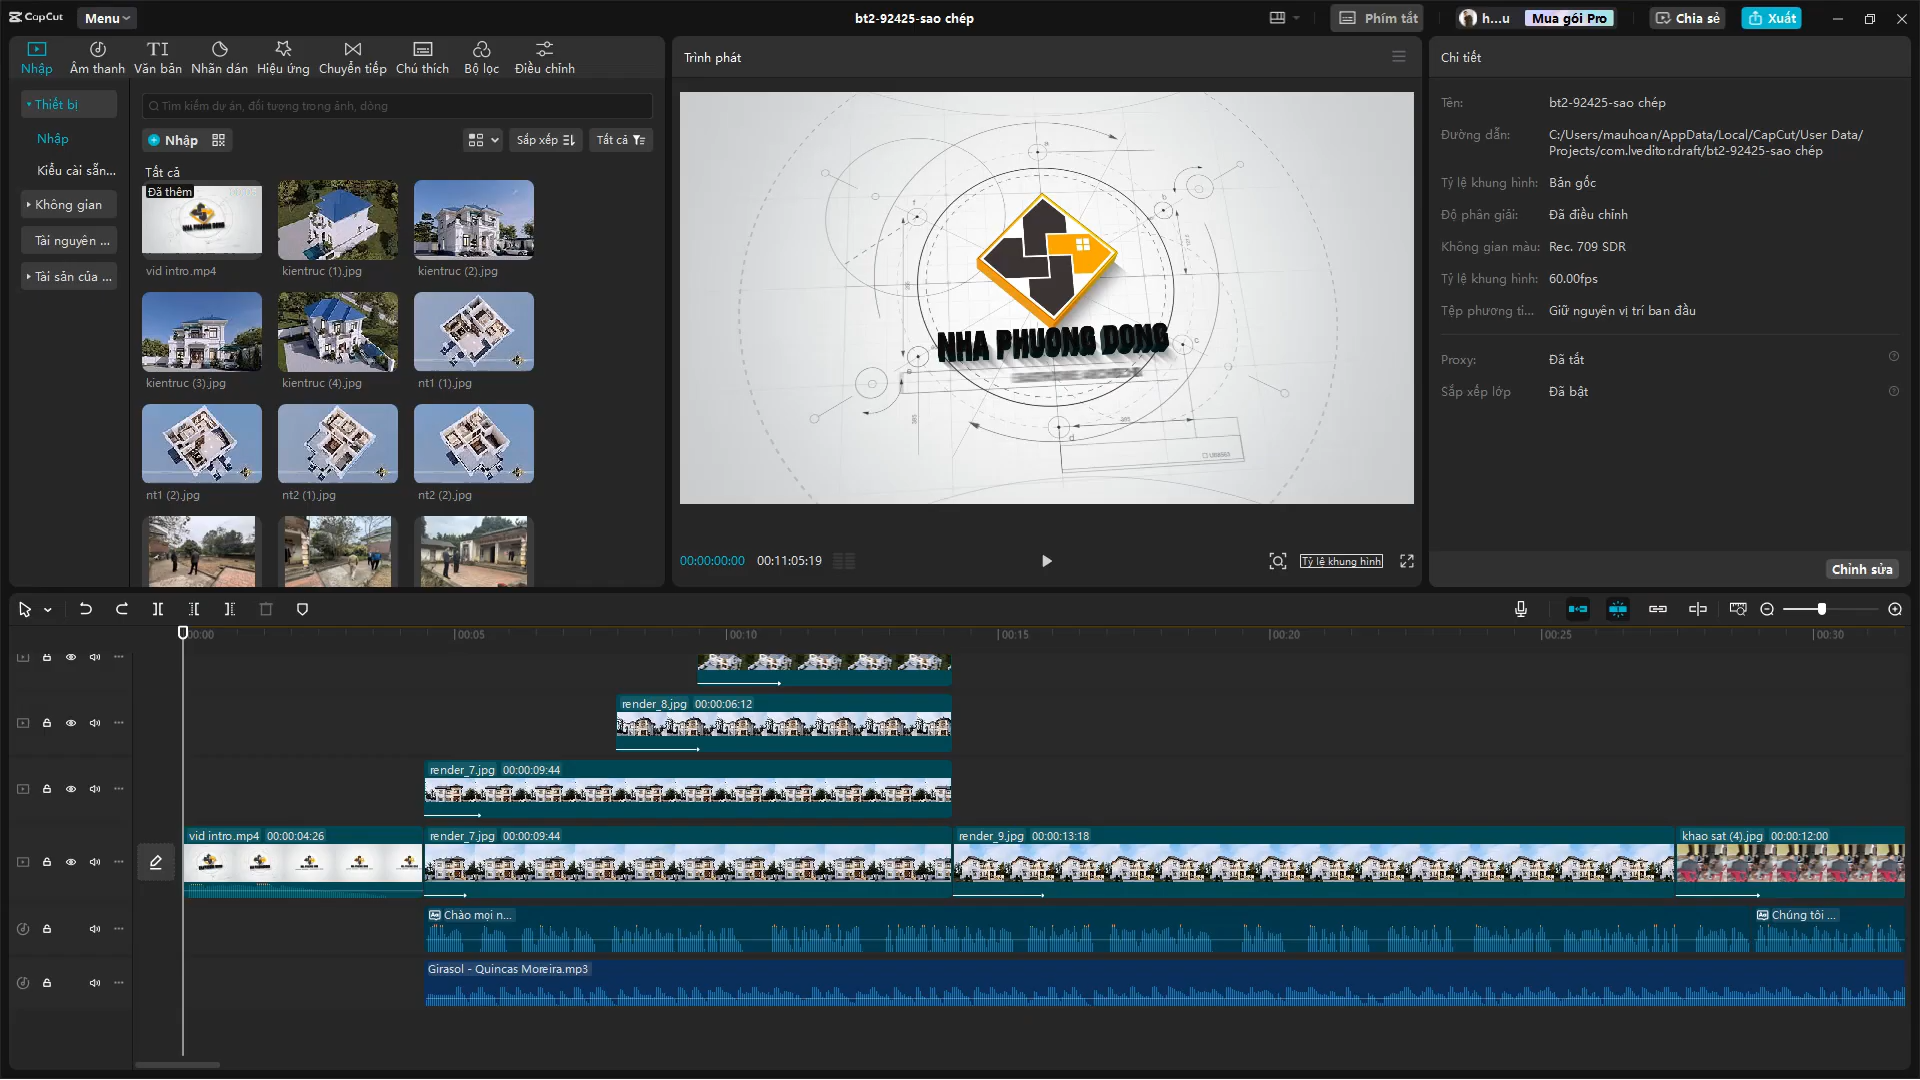 CapCut
Menu
bt2-92425-sao chép
Phím tắt
h...u
Mua gói Pro
Chia sẻ
Xuất
Nhập
Âm thanh
Văn bản
Nhãn dán
Hiệu ứng
Chuyển tiếp
Chú thích
Bộ lọc
Điều chỉnh
Thiết bị
Nhập
Kiểu cài sẵn...
Không gian
Tài nguyên ...
Tài sản của ...
Tìm kiếm dự án, đối tượng trong ảnh, dòng
Nhập
Sắp xếp
Tất cả
Tất cả
Đã thêm
NHA PHUONG DONG
vid intro.mp4
kientruc (1).jpg
kientruc (2).jpg
kientruc (3).jpg
kientruc (4).jpg
nt1 (1).jpg
nt1 (2).jpg
nt2 (1).jpg
nt2 (2).jpg
Trình phát
NHA PHUONG DONG
00:00:00:00
00:11:05:19
Tỷ lệ khung hình
Chi tiết
Tên:
bt2-92425-sao chép
Đường dẫn:
C:/Users/mauhoan/AppData/Local/CapCut/User Data/
Projects/com.lveditor.draft/bt2-92425-sao chép
Tỷ lệ khung hình:
Bản gốc
Độ phân giải:
Đã điều chỉnh
Không gian màu:
Rec. 709 SDR
Tỷ lệ khung hình:
60.00fps
Tệp phương ti...
Giữ nguyên vị trí ban đầu
Proxy:
Đã tắt
Sắp xếp lớp
Đã bật
Chỉnh sửa
00:00
00:05
00:10
00:15
00:20
00:25
00:30
render_8.jpg 00:00:06:12
render_7.jpg 00:00:09:44
vid intro.mp4 00:00:04:26
render_7.jpg 00:00:09:44
render_9.jpg 00:00:13:18
khao sat (4).jpg 00:00:12:00
Chào mọi n...
Chúng tôi ...
Girasol - Quincas Moreira.mp3